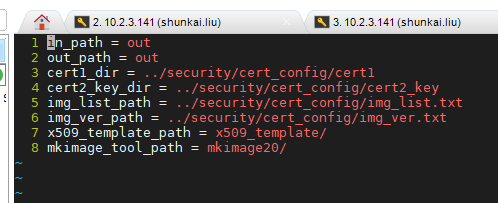 2. 10.2.3.141 (shunkai.liu)
3. 10.2.3.141 (shunkai.liu)
1 in_path = out
2 out_path = out
3 cert1_dir = ../security/cert_config/cert1
4 cert2_key_dir = ../security/cert_config/cert2_key
5 img_list_path = ../security/cert_config/img_list.txt
6 img_ver_path = ../security/cert_config/img_ver.txt
7 x509_template_path = x509_template/
8 mkimage_tool_path = mkimage20/
~
~
~